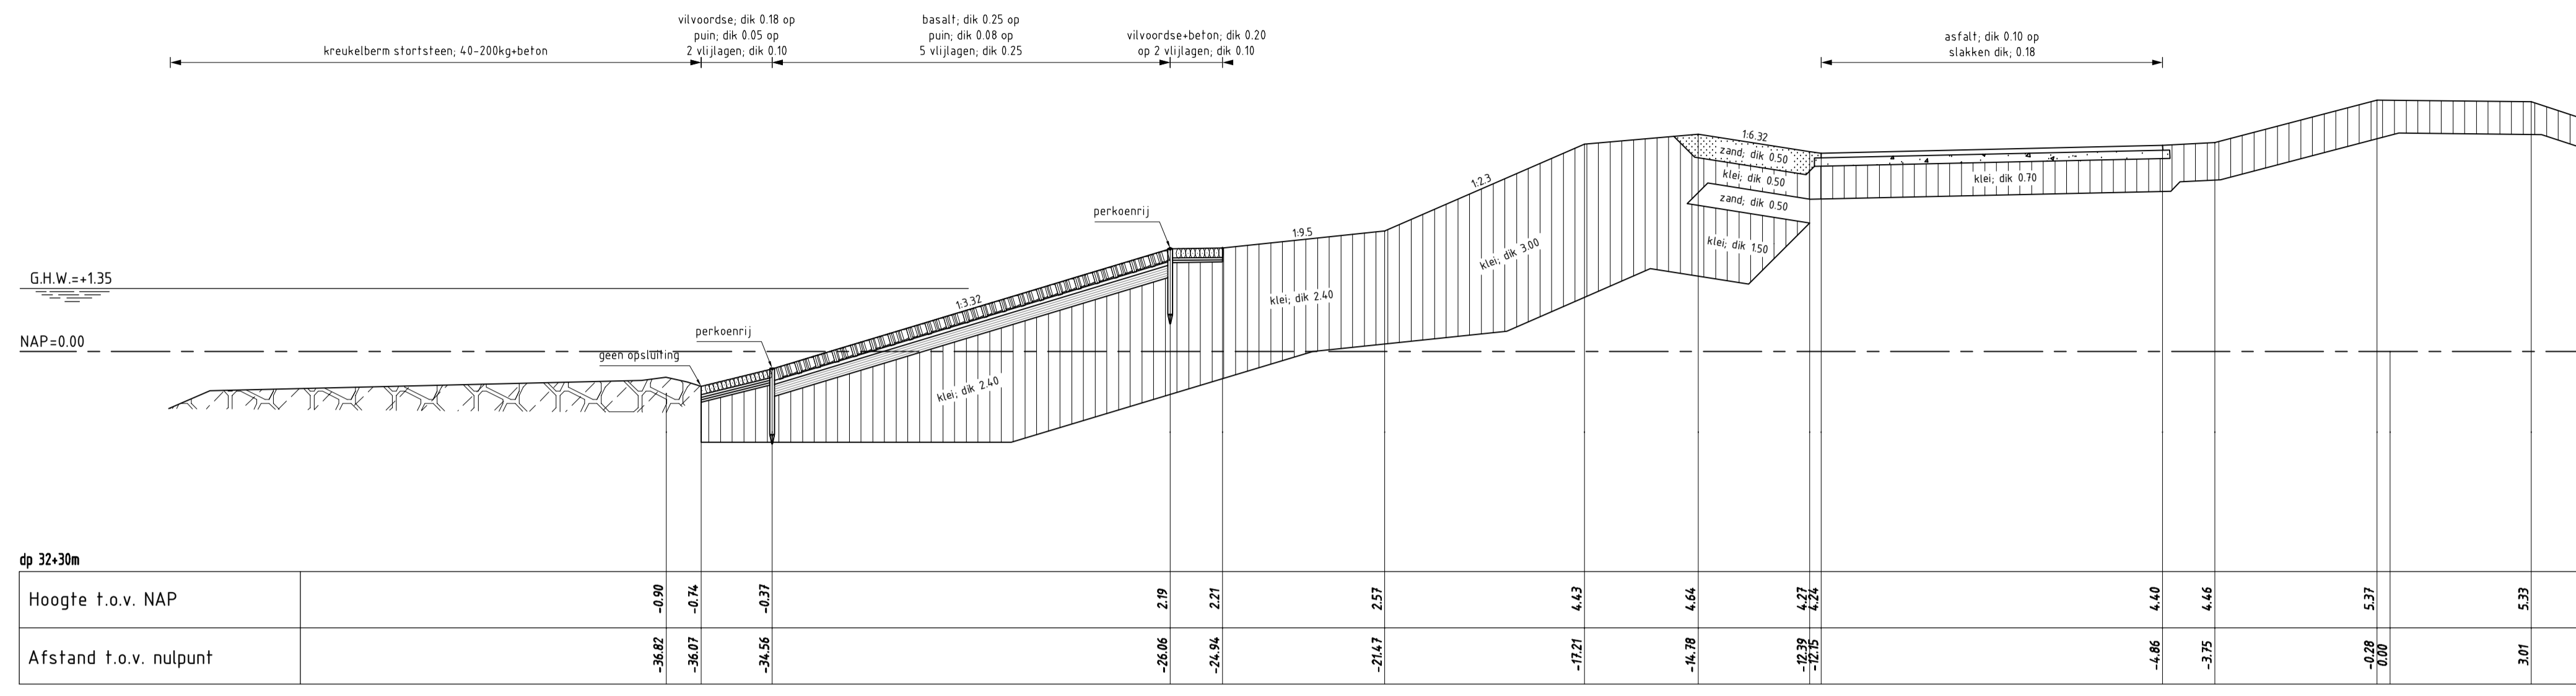 vilvoordse; dik 0.18 op
puin; dik 0.05 op
2 vlijlagen; dik 0.10
basalt; dik 0.25 op
puin; dik 0.08 op
5 vlijlagen; dik 0.25
vilvoordse+beton; dik 0.20
op 2 vlijlagen; dik 0.10
asfalt; dik 0.10 op
slakken dik; 0.18
kreukelberm stortsteen; 40-200kg+beton
1:6.32
zand; dik 0.50
klei; dik 0.50
zand; dik 0.50
klei; dik 1.50
klei; dik 0.70
1:2.3
perkoenrij
1:9.5
klei; dik 3.00
G.H.W.=+1.35
1:3.32
klei; dik 2.40
perkoenrij
NAP=0.00
geen opsluiting
klei; dik 2.40
dp 32+30m
Hoogte t.o.v. NAP
-0.90
-0.74
-0.37
2.19
2.21
2.57
4.43
4.64
4.27
4.24
4.40
4.46
5.37
5.33
Afstand t.o.v. nulpunt
-36.82
-36.07
-34.56
-26.06
-24.94
-21.47
-17.21
-14.78
-12.39
-12.15
-4.86
-3.75
-0.28
0.00
3.01